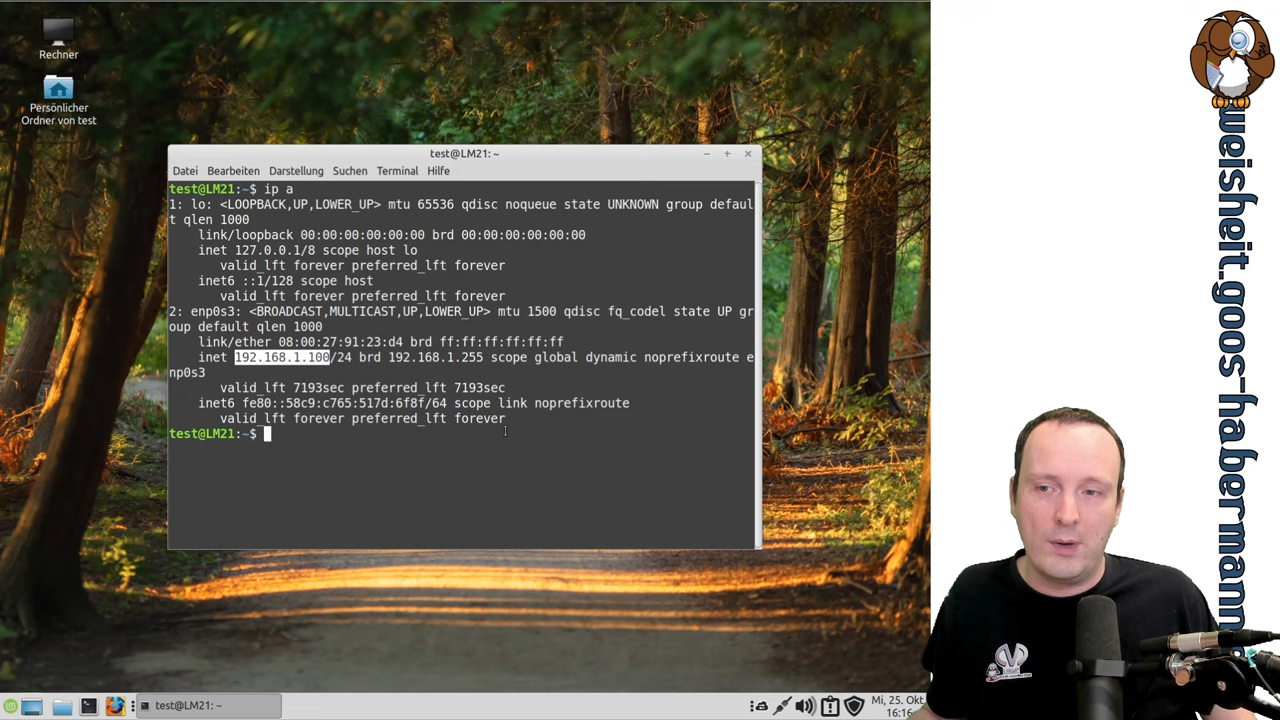 Rechner
Persönlicher
Ordner von test
test@LM21: ~
Datei Bearbeiten Darstellung Suchen Terminal Hilfe
test@LM21:~$ ip a
1: lo: <LOOPBACK,UP,LOWER_UP> mtu 65536 qdisc noqueue state UNKNOWN group defaul
t qlen 1000
link/loopback 00:00:00:00:00:00 brd 00:00:00:00:00:00
inet 127.0.0.1/8 scope host lo
valid_lft forever preferred_lft forever
inet6 ::1/128 scope host
valid_lft forever preferred_lft forever
2: enp0s3: <BROADCAST,MULTICAST,UP,LOWER_UP> mtu 1500 qdisc fq_codel state UP gr
oup default qlen 1000
link/ether 08:00:27:91:23:d4 brd ff:ff:ff:ff:ff:ff
inet 192.168.1.100/24 brd 192.168.1.255 scope global dynamic noprefixroute e
np0s3
valid_lft 7193sec preferred_lft 7193sec
inet6 fe80::58c9:c765:517d:6f8f/64 scope link noprefixroute
valid_lft forever preferred_lft forever
test@LM21:~$
test@LM21: ~
Mi, 25. Okt
16:16
weisheit.goos-habermann